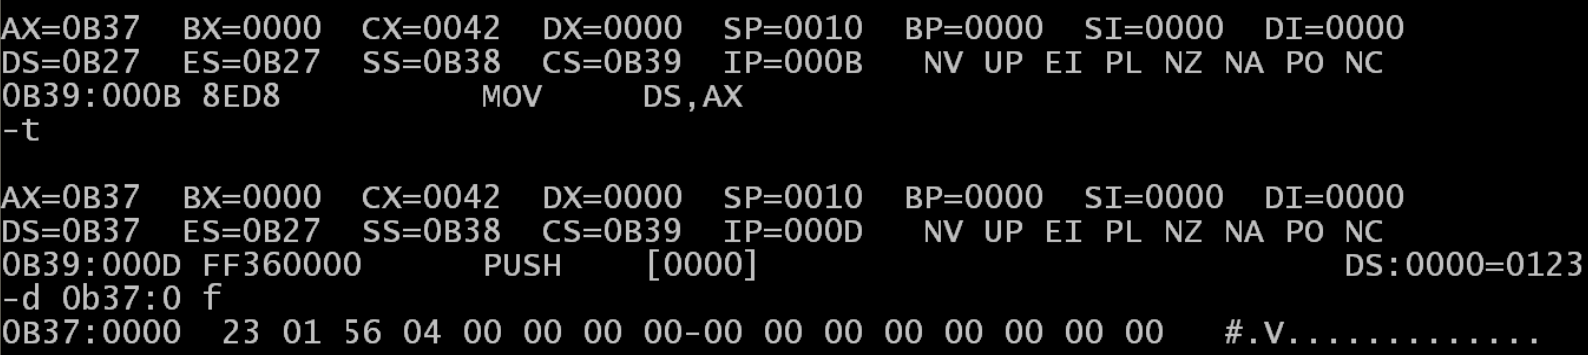 AX=0B37  BX=0000  CX=0042  DX=0000  SP=0010  BP=0000  SI=0000  DI=0000
DS=0B27  ES=0B27  SS=0B38  CS=0B39  IP=000B   NV UP EI PL NZ NA PO NC
0B39:000B 8ED8          MOV     DS,AX
-t
AX=0B37  BX=0000  CX=0042  DX=0000  SP=0010  BP=0000  SI=0000  DI=0000
DS=0B37  ES=0B27  SS=0B38  CS=0B39  IP=000D   NV UP EI PL NZ NA PO NC
0B39:000D FF360000      PUSH    [0000]                             DS:0000=0123
-d 0b37:0 f
0B37:0000  23 01 56 04 00 00 00 00-00 00 00 00 00 00 00 00   #.V.............